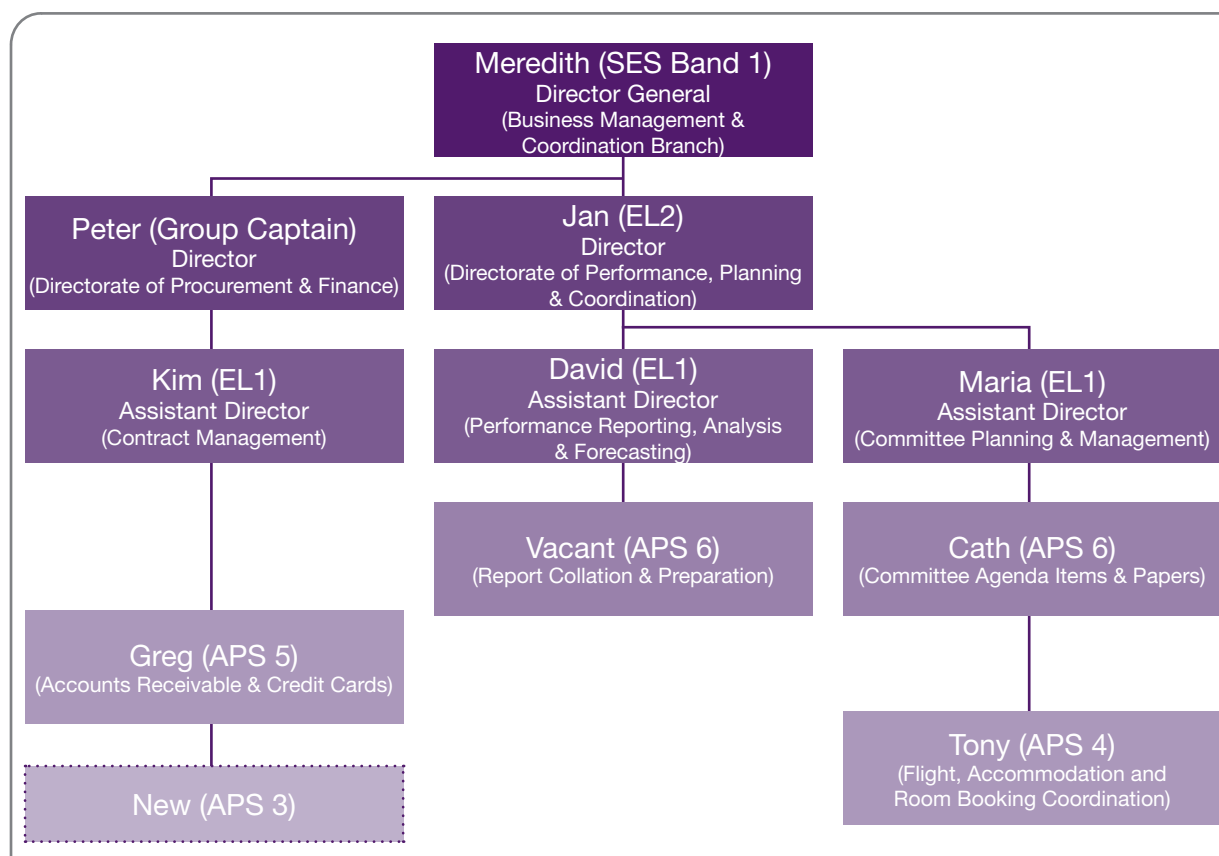 Meredith (SES Band 1)
Director General
(Business Management &
Coordination Branch)
Peter (Group Captain)
Director
(Directorate of Procurement & Finance)
Jan (EL2)
Director
(Directorate of Performance, Planning
& Coordination)
Kim (EL1)
Assistant Director
(Contract Management)
David (EL1)
Assistant Director
(Performance Reporting, Analysis
& Forecasting)
Maria (EL1)
Assistant Director
(Committee Planning & Management)
Vacant (APS 6)
(Report Collation & Preparation)
Cath (APS 6)
(Committee Agenda Items & Papers)
Greg (APS 5)
(Accounts Receivable & Credit Cards)
Tony (APS 4)
(Flight, Accommodation and
Room Booking Coordination)
New (APS 3)